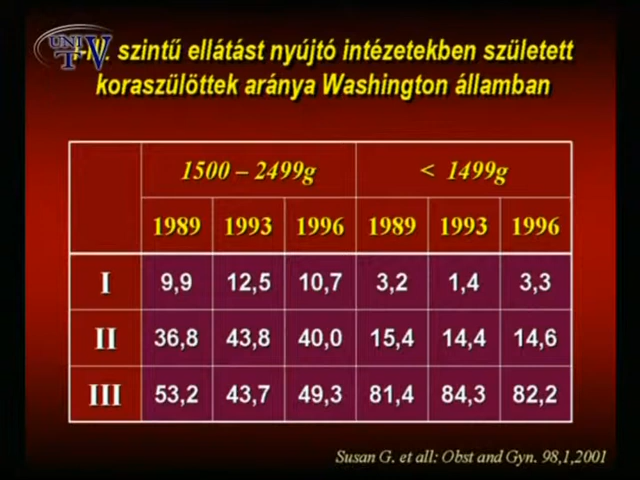 UNIV
T
szintű ellátást nyújtó intézetekben született
koraszülöttek aránya Washington államban
1500 – 2499g < 1499g
1989 1993 1996 1989 1993 1996
I 9,9 12,5 10,7 3,2 1,4 3,3
II 36,8 43,8 40,0 15,4 14,4 14,6
III 53,2 43,7 49,3 81,4 84,3 82,2
Susan G. et all: Obst and Gyn. 98,1,2001